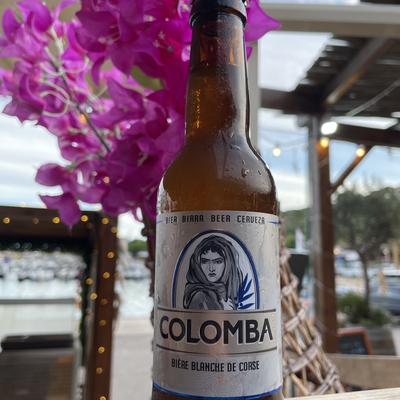 BIER BIRRA BEER CERVEZA
COLOMBA
BIÈRE BLANCHE DE CORSE